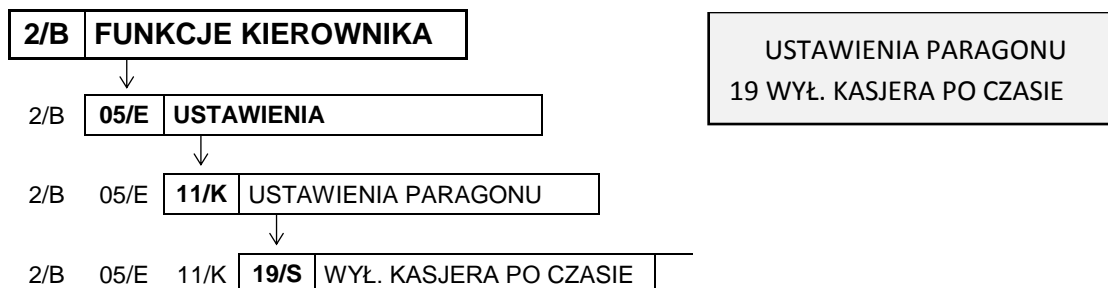 2/B FUNKCJE KIEROWNIKA
USTAWIENIA PARAGONU
19 WYŁ. KASJERA PO CZASIE
2/B 05/E USTAWIENIA
2/B 05/E 11/K USTAWIENIA PARAGONU
2/B 05/E 11/K 19/S WYŁ. KASJERA PO CZASIE